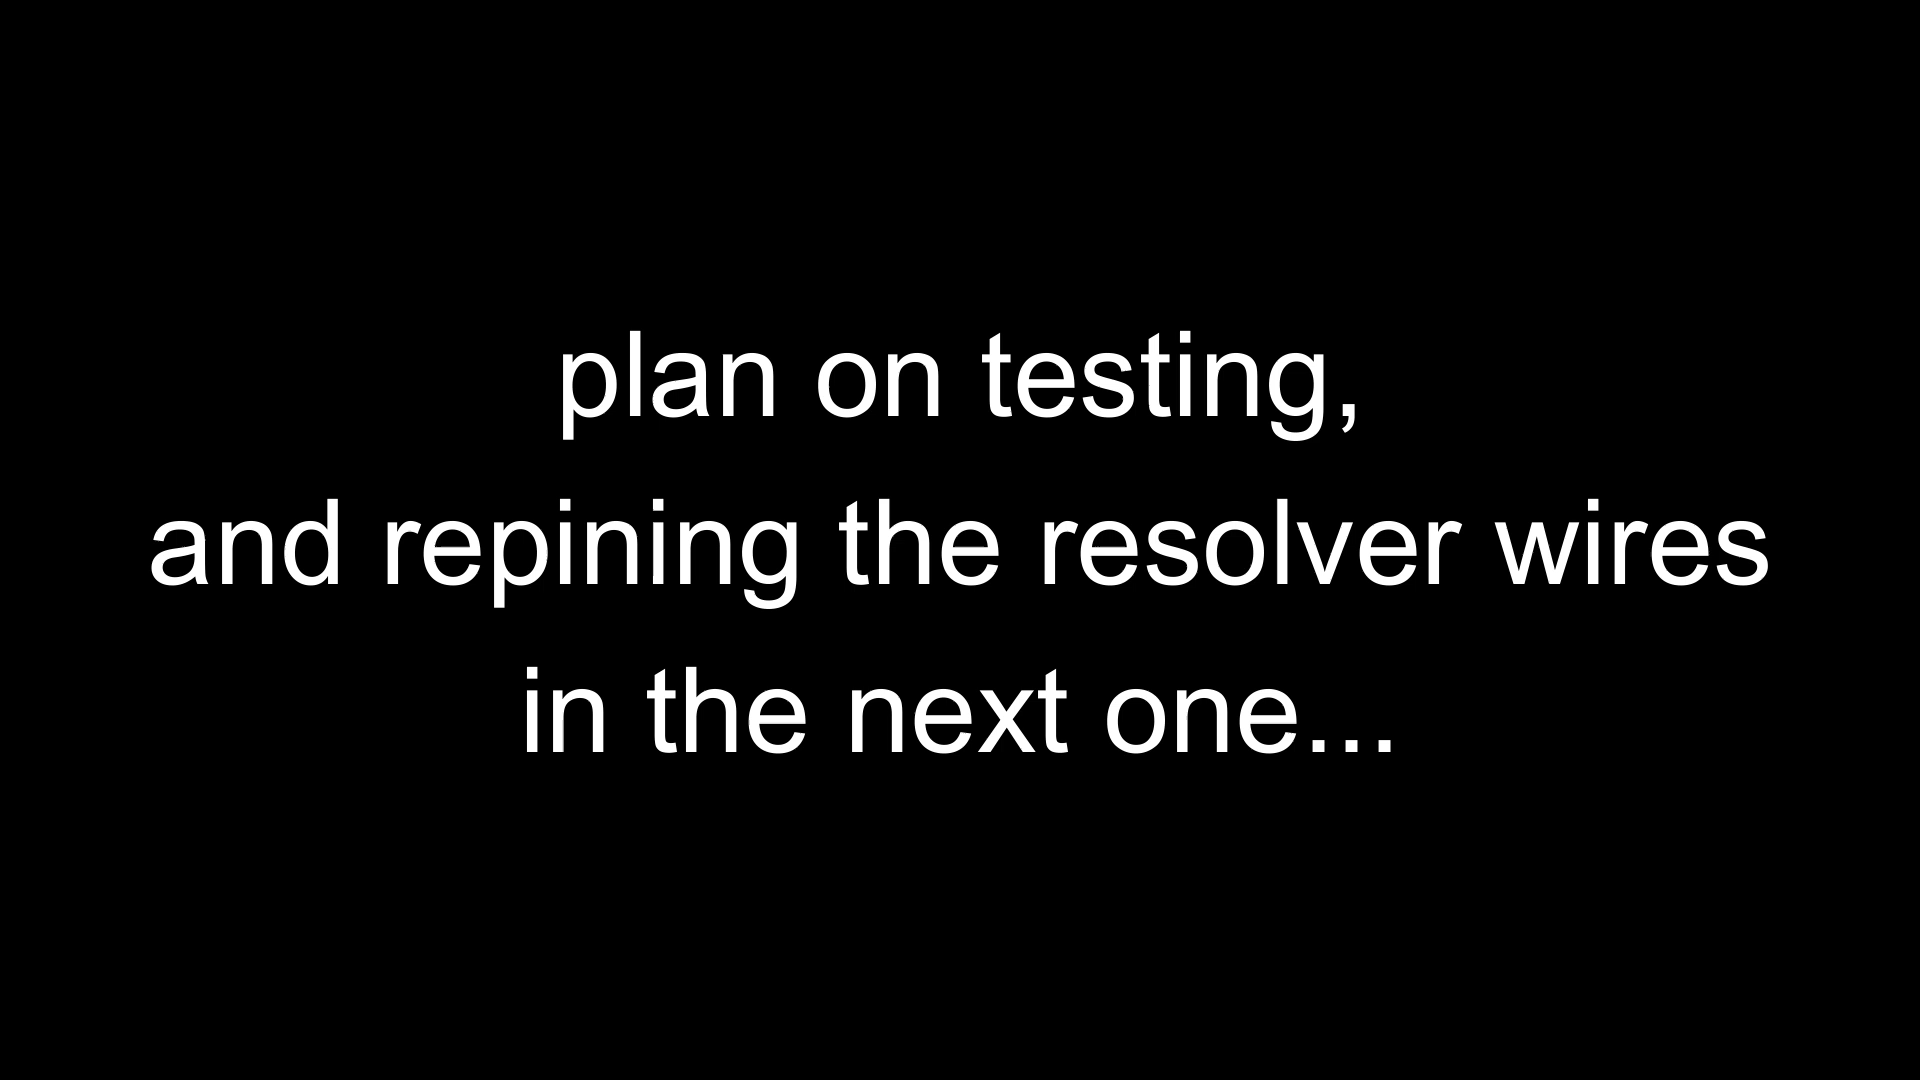 plan on testing,
and repining the resolver wires
in the next one...